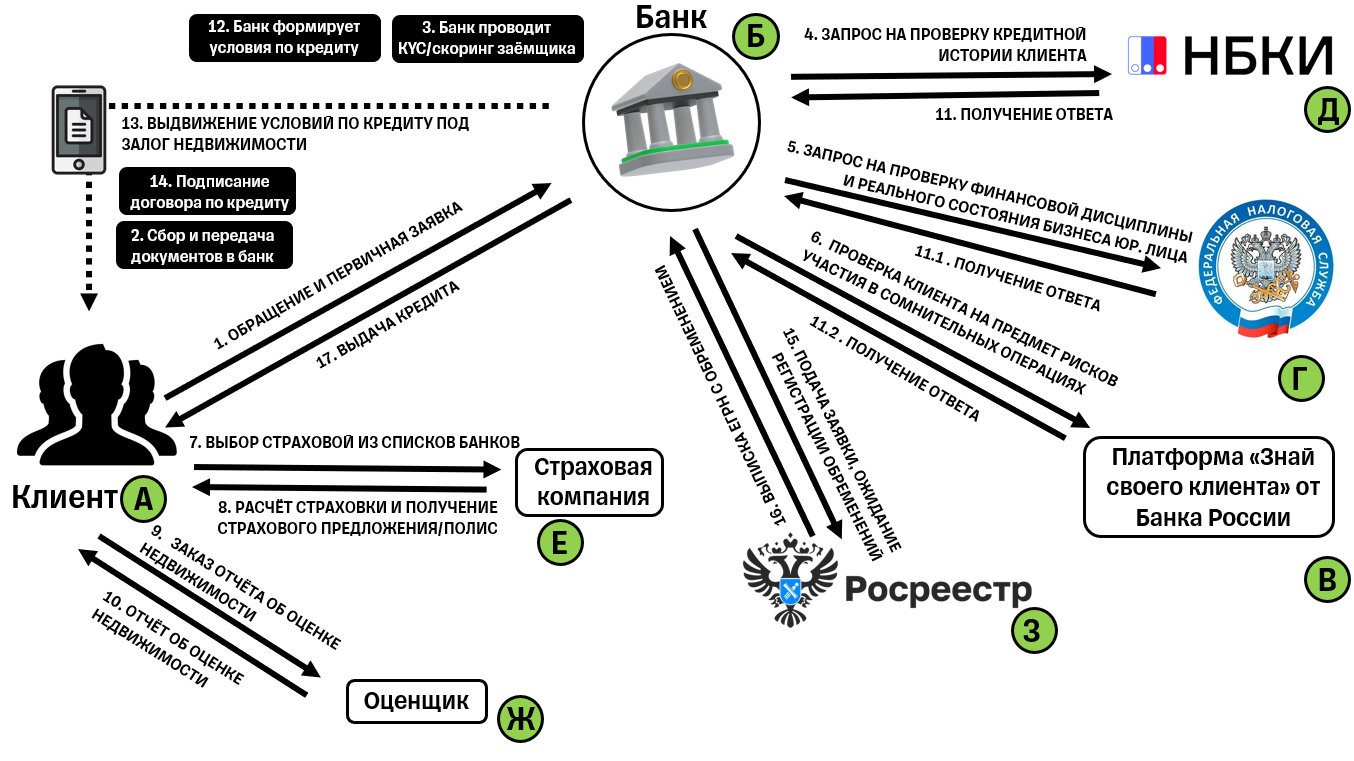 12. Банк формирует
условия по кредиту
3. Банк проводит
KYC/скоринг заёмщика
Банк
Б
4. ЗАПРОС НА ПРОВЕРКУ КРЕДИТНОЙ
ИСТОРИИ КЛИЕНТА
НБКИ
11. ПОЛУЧЕНИЕ ОТВЕТА
Д
13. ВЫДВИЖЕНИЕ УСЛОВИЙ ПО КРЕДИТУ ПОД
ЗАЛОГ НЕДВИЖИМОСТИ
14. Подписание
договора по кредиту
2. Сбор и передача
документов в банк
1. ОБРАЩЕНИЕ И ПЕРВИЧНАЯ ЗАЯВКА
17. ВЫДАЧА КРЕДИТА
5. ЗАПРОС НА ПРОВЕРКУ ФИНАНСОВОЙ ДИСЦИПЛИНЫ
И РЕАЛЬНОГО СОСТОЯНИЯ БИЗНЕСА ЮР. ЛИЦА
11.1 . ПОЛУЧЕНИЕ ОТВЕТА
ФЕДЕРАЛЬНАЯ НАЛОГОВАЯ СЛУЖБА
Г
6. ПРОВЕРКА КЛИЕНТА НА ПРЕДМЕТ РИСКОВ
УЧАСТИЯ В СОМНИТЕЛЬНЫХ ОПЕРАЦИЯХ
11.2 . ПОЛУЧЕНИЕ ОТВЕТА
Платформа «Знай
своего клиента» от
Банка России
В
15. ПОДАЧА ЗАЯВКИ, ОЖИДАНИЕ
РЕГИСТРАЦИИ ОБРЕМЕНЕНИЙ
16. ВЫПИСКА ЕГРН С ОБРЕМЕНЕНИЕМ
Росреестр
З
Клиент
А
7. ВЫБОР СТРАХОВОЙ ИЗ СПИСКОВ БАНКОВ
8. РАСЧЁТ СТРАХОВКИ И ПОЛУЧЕНИЕ
СТРАХОВОГО ПРЕДЛОЖЕНИЯ/ПОЛИС
Страховая
компания
Е
9. ЗАКАЗ ОТЧЁТА ОБ ОЦЕНКЕ
НЕДВИЖИМОСТИ
10. ОТЧЁТ ОБ ОЦЕНКЕ
НЕДВИЖИМОСТИ
Оценщик
Ж